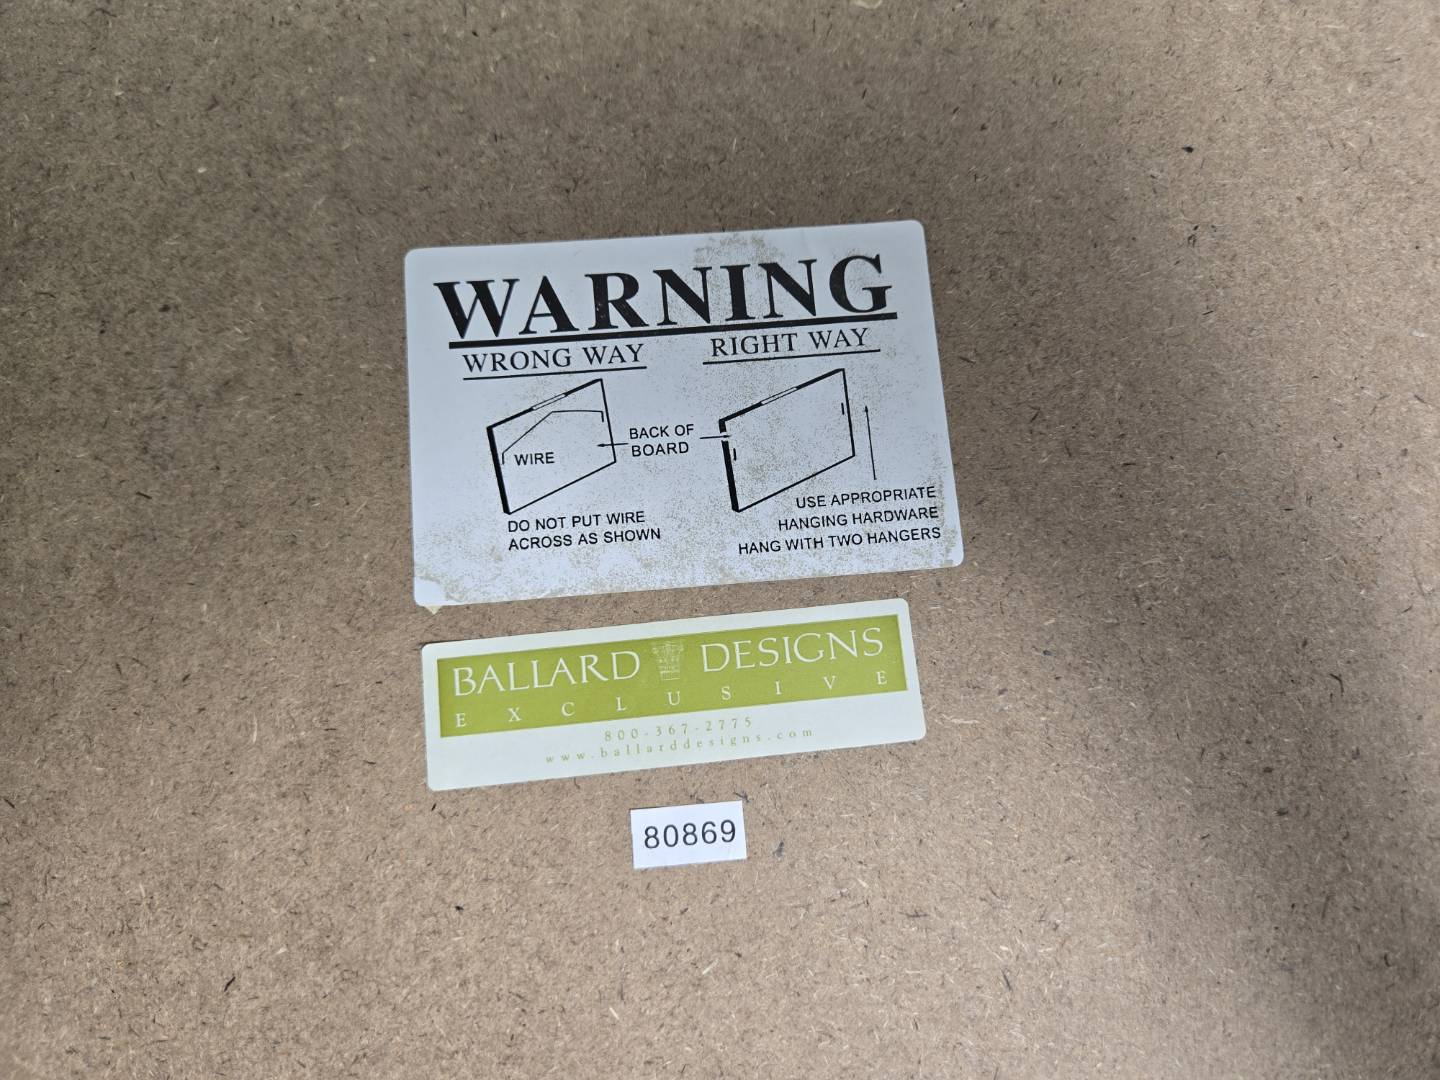 WARNING
WRONG WAY
RIGHT WAY
WIRE
BACK OF
BOARD
DO NOT PUT WIRE
ACROSS AS SHOWN
USE APPROPRIATE
HANGING HARDWARE
HANG WITH TWO HANGERS
BALLARD DESIGNS
EXCLUSIVE
800-367-2775
www.ballarddesigns.com
80869